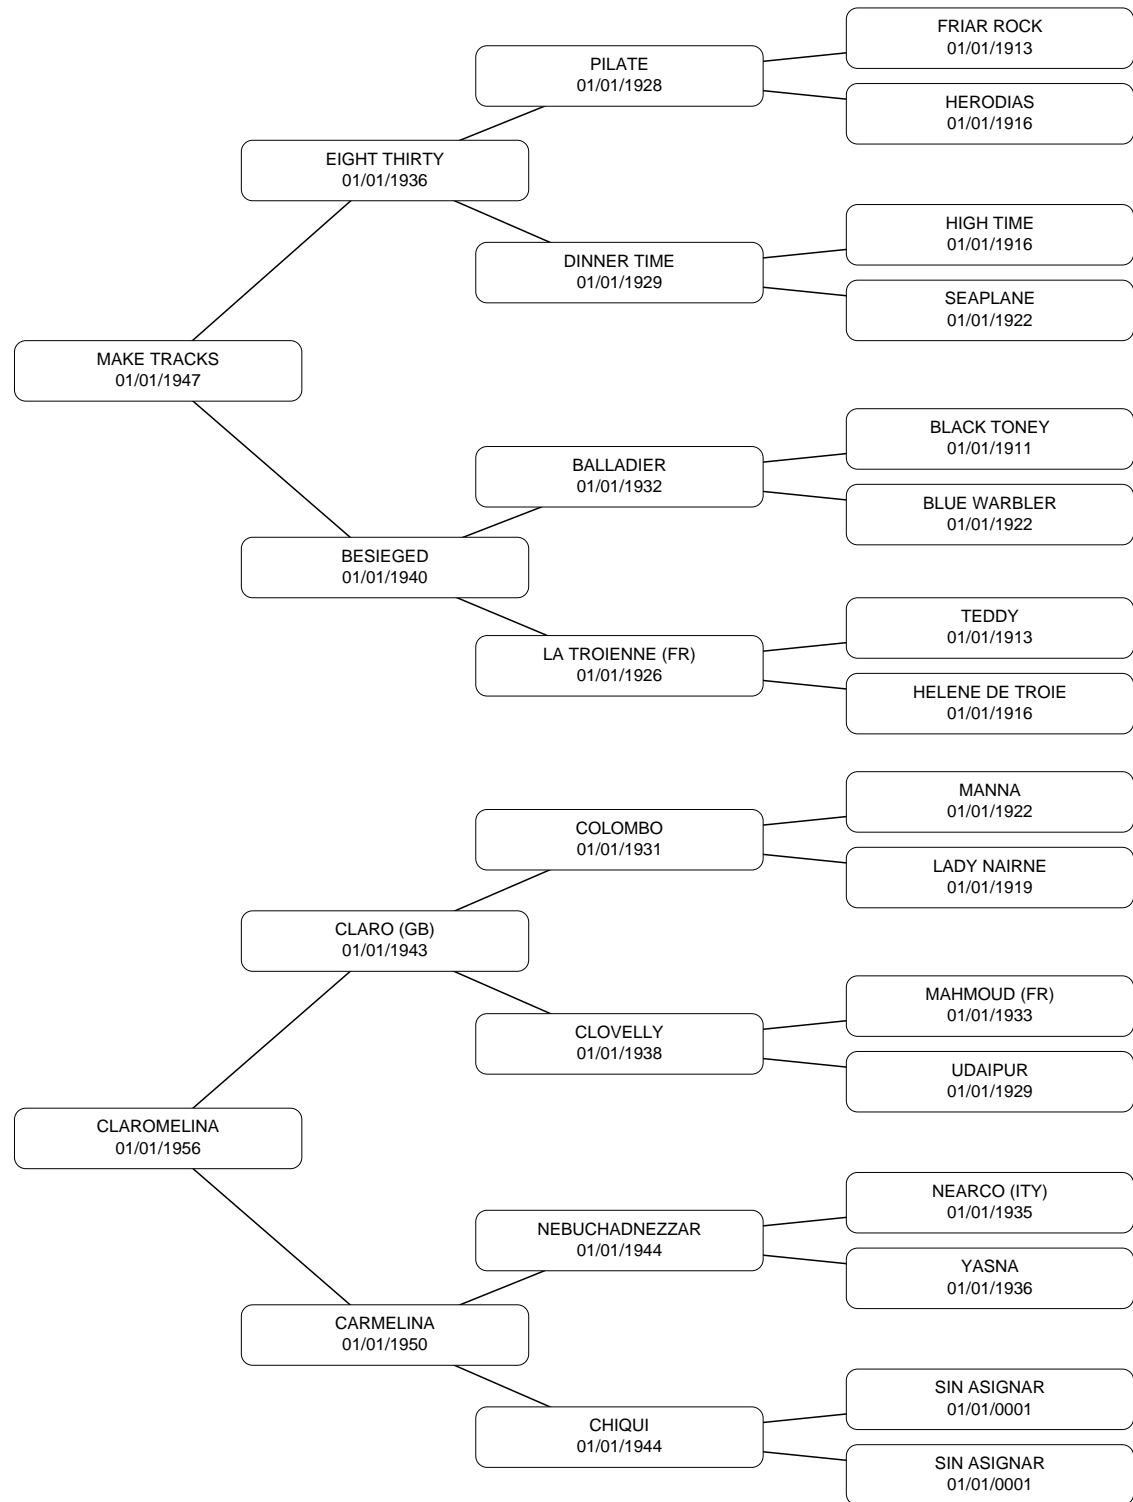 FRIAR ROCK
01/01/1913
PILATE
01/01/1928
HERODIAS
01/01/1916
EIGHT THIRTY
01/01/1936
HIGH TIME
01/01/1916
DINNER TIME
01/01/1929
SEAPLANE
01/01/1922
MAKE TRACKS
01/01/1947
BLACK TONEY
01/01/1911
BALLADIER
01/01/1932
BLUE WARBLER
01/01/1922
BESIEGED
01/01/1940
TEDDY
01/01/1913
LA TROIENNE (FR)
01/01/1926
HELENE DE TROIE
01/01/1916
MANNA
01/01/1922
COLOMBO
01/01/1931
LADY NAIRNE
01/01/1919
CLARO (GB)
01/01/1943
MAHMOUD (FR)
01/01/1933
CLOVELLY
01/01/1938
UDAIPUR
01/01/1929
CLAROMELINA
01/01/1956
NEARCO (ITY)
01/01/1935
NEBUCHADNEZZAR
01/01/1944
YASNA
01/01/1936
CARMELINA
01/01/1950
SIN ASIGNAR
01/01/0001
CHIQUI
01/01/1944
SIN ASIGNAR
01/01/0001